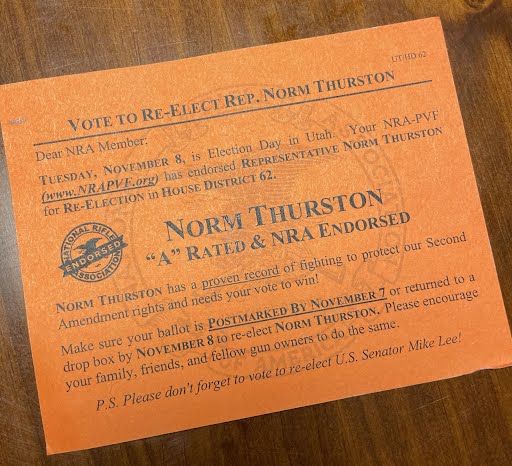 UT/HD 62
VOTE TO RE-ELECT REP. NORM THURSTON
Dear NRA Member:
TUESDAY, NOVEMBER 8, is Election Day in Utah. Your NRA-PVF
(www.NRAPVF.org) has endorsed REPRESENTATIVE NORM THURSTON
for RE-ELECTION in HOUSE DISTRICT 62.
NATIONAL RIFLE
ENDORSED
ASSOCIATION
NORM THURSTON
“A” RATED & NRA ENDORSED
NORM THURSTON has a proven record of fighting to protect our Second
Amendment rights and needs your vote to win!
Make sure your ballot is POSTMARKED BY NOVEMBER 7 or returned to a
drop box by NOVEMBER 8 to re-elect NORM THURSTON. Please encourage
your family, friends, and fellow gun owners to do the same.
P.S. Please don't forget to vote to re-elect U.S. Senator Mike Lee!